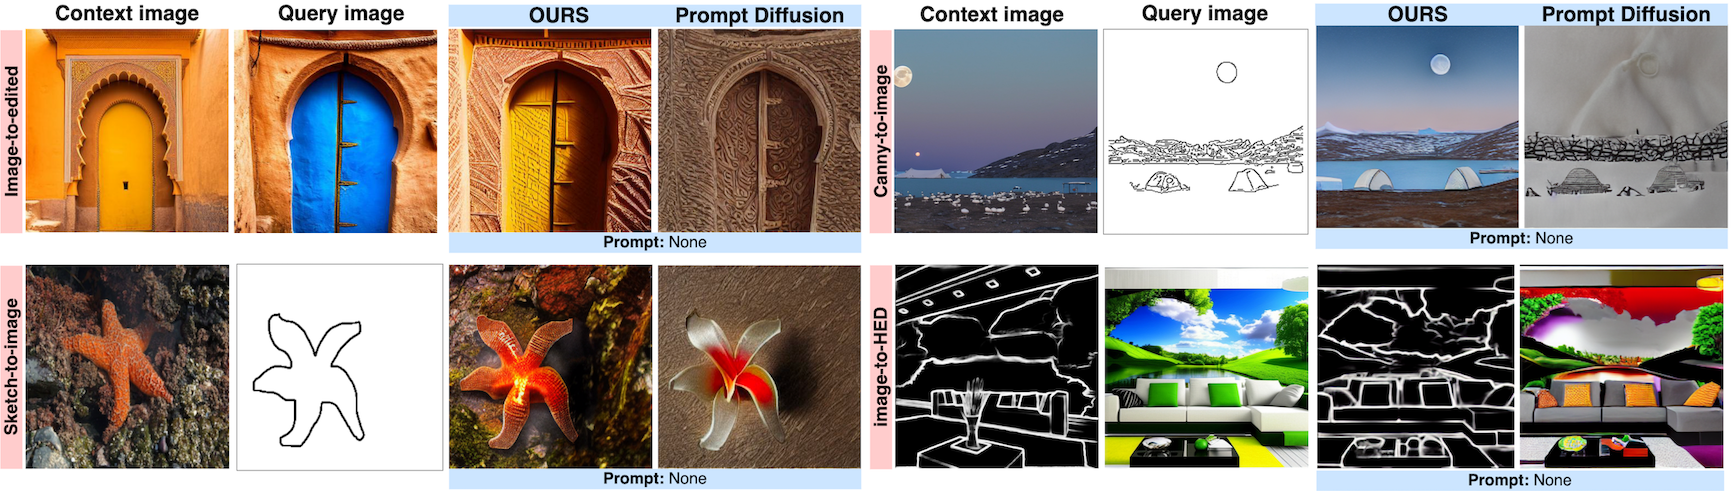 Context image Query image OURS Prompt Diffusion Context image Query image OURS Prompt Diffusion
Image-to-edited
Prompt: None
Canny-to-image
Prompt: None
Sketch-to-image
Prompt: None
image-to-HED
Prompt: None